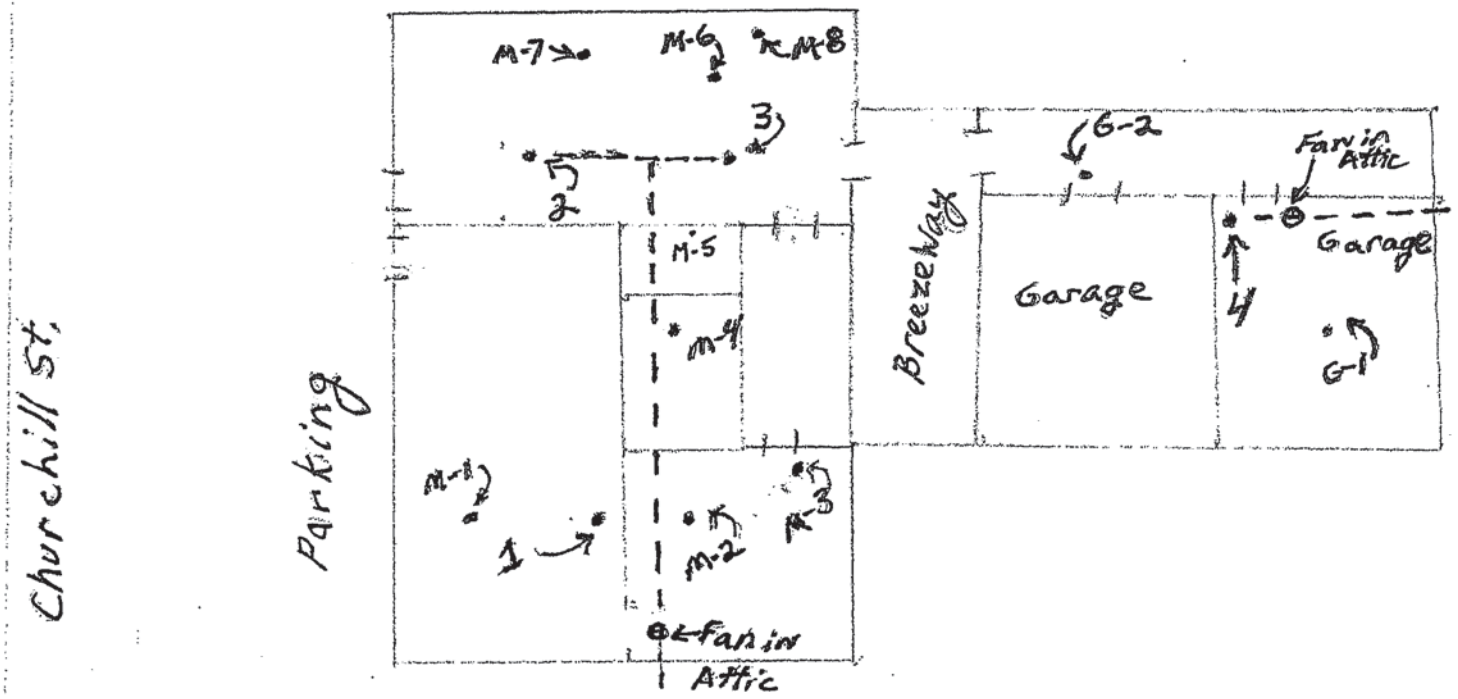 M-7
M-6
M-8
3
2
G-2
Fan in
Attic
M-5
Garage
Breezeway
Garage
4
M-4
G-1
Churchill St.
Parking
M-1
M-3
1
M-2
Fan in
Attic